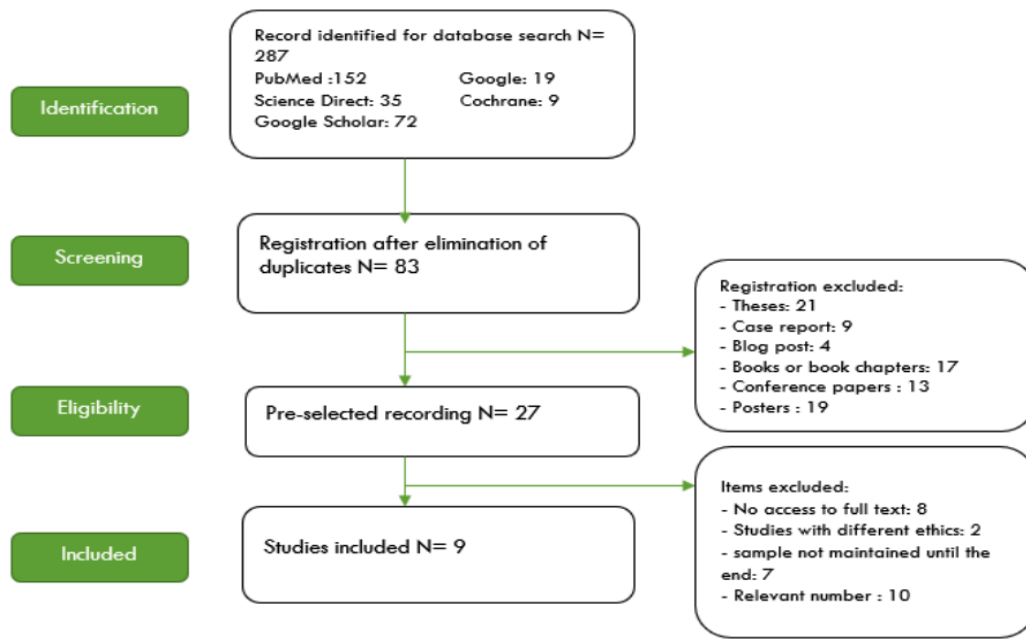 Record identified for database search N=
287
PubMed :152 Google: 19
Science Direct: 35 Cochrane: 9
Google Scholar: 72
Identification
Registration after elimination of
duplicates N= 83
Screening
Registration excluded:
- Theses: 21
- Case report: 9
- Blog post: 4
- Books or book chapters: 17
- Conference papers : 13
- Posters : 19
Eligibility
Pre-selected recording N= 27
Items excluded:
- No access to full text: 8
- Studies with different ethics: 2
- sample not maintained until the
end: 7
- Relevant number : 10
Included
Studies included N= 9